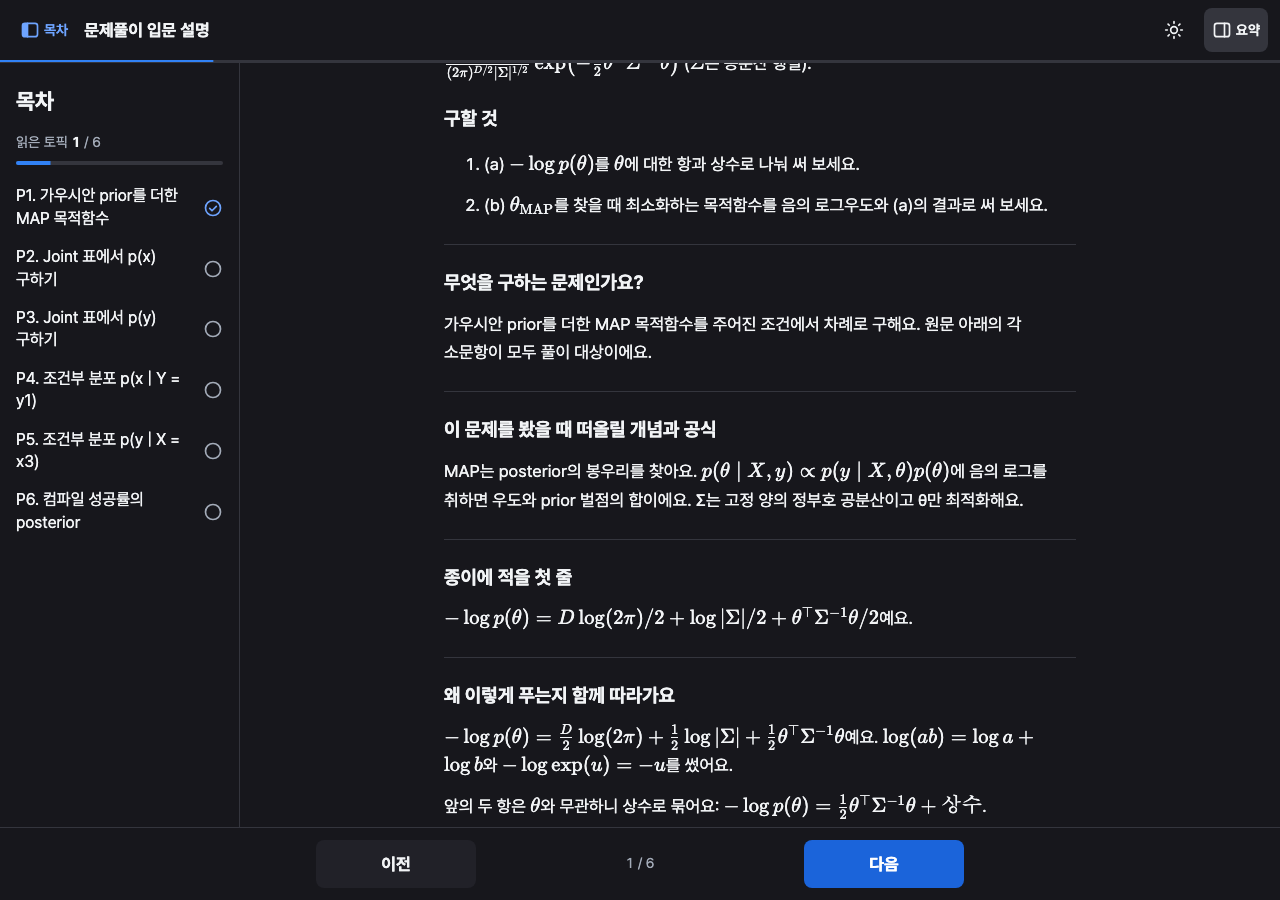 목차 문제풀이 입문 설명 요약
목차
읽은 토픽 1 / 6
P1. 가우시안 prior를 더한
MAP 목적함수
P2. Joint 표에서 p(x)
구하기
P3. Joint 표에서 p(y)
구하기
P4. 조건부 분포 p(x | Y =
y1)
P5. 조건부 분포 p(y | X =
x3)
P6. 컴파일 성공률의
posterior
구할 것
1. (a) − log p(θ)를 θ에 대한 항과 상수로 나눠 써 보세요.
2. (b) θ_MAP를 찾을 때 최소화하는 목적함수를 음의 로그우도와 (a)의 결과로 써 보세요.
무엇을 구하는 문제인가요?
가우시안 prior를 더한 MAP 목적함수를 주어진 조건에서 차례로 구해요. 원문 아래의 각
소문항이 모두 풀이 대상이에요.
이 문제를 봤을 때 떠올릴 개념과 공식
MAP는 posterior의 봉우리를 찾아요. p(θ | X, y) ∝ p(y | X, θ)p(θ)에 음의 로그를
취하면 우도와 prior 벌점의 합이에요. Σ는 고정 양의 정부호 공분산이고 θ만 최적화해요.
종이에 적을 첫 줄
− log p(θ) = D log(2π)/2 + log |Σ|/2 + θ^⊤Σ^−1θ/2예요.
왜 이렇게 푸는지 함께 따라가요
− log p(θ) = D/2 log(2π) + 1/2 log |Σ| + 1/2 θ^⊤Σ^−1θ예요. log(ab) = log a +
log b와 − log exp(u) = −u를 썼어요.
앞의 두 항은 θ와 무관하니 상수로 묶어요: − log p(θ) = 1/2 θ^⊤Σ^−1θ + 상수.
이전 1 / 6 다음